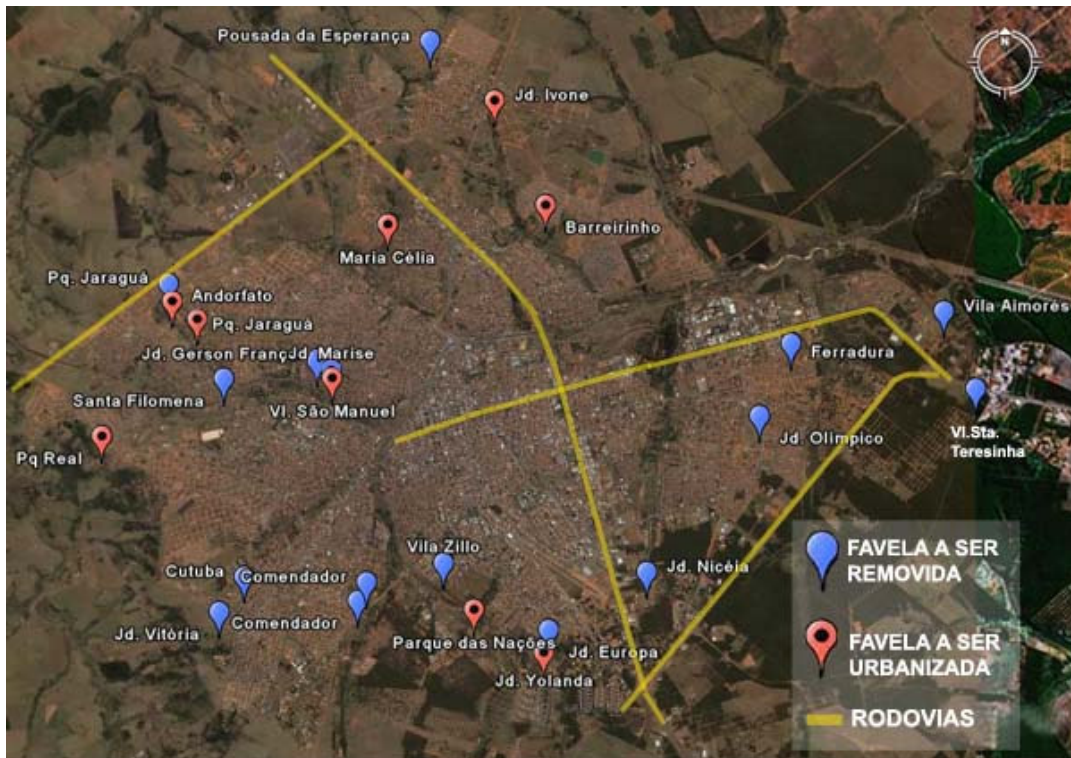 Pousada da Esperança
N
Jd. Ivone
Barreirinho
Maria Célia
Pq. Jaraguá
Andorfato
Pq. Jaraguá
Vila Aimorés
Jd. Gerson Franç
Jd. Marise
Ferradura
Santa Filomena
Vl. São Manuel
Jd. Olímpico
Vl.Sta.
Teresinha
Pq Real
Vila Zillo
Cutuba
Comendador
Jd. Nicéia
Jd. Vitória
Comendador
Parque das Nações
Jd. Europa
Jd. Yolanda
FAVELA A SER
REMOVIDA
FAVELA A SER
URBANIZADA
RODOVIAS